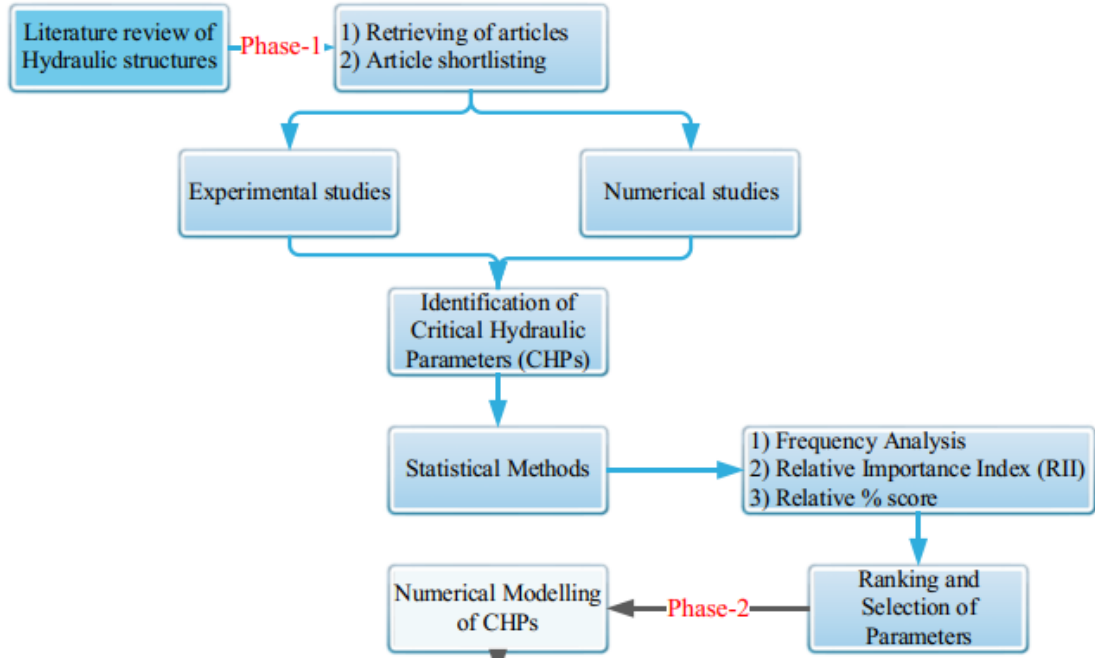 Literature review of
Hydraulic structures
Phase-1
1) Retrieving of articles
2) Article shortlisting
Experimental studies
Numerical studies
Identification of
Critical Hydraulic
Parameters (CHPs)
Statistical Methods
1) Frequency Analysis
2) Relative Importance Index (RII)
3) Relative % score
Ranking and
Selection of
Parameters
Phase-2
Numerical Modelling
of CHPs